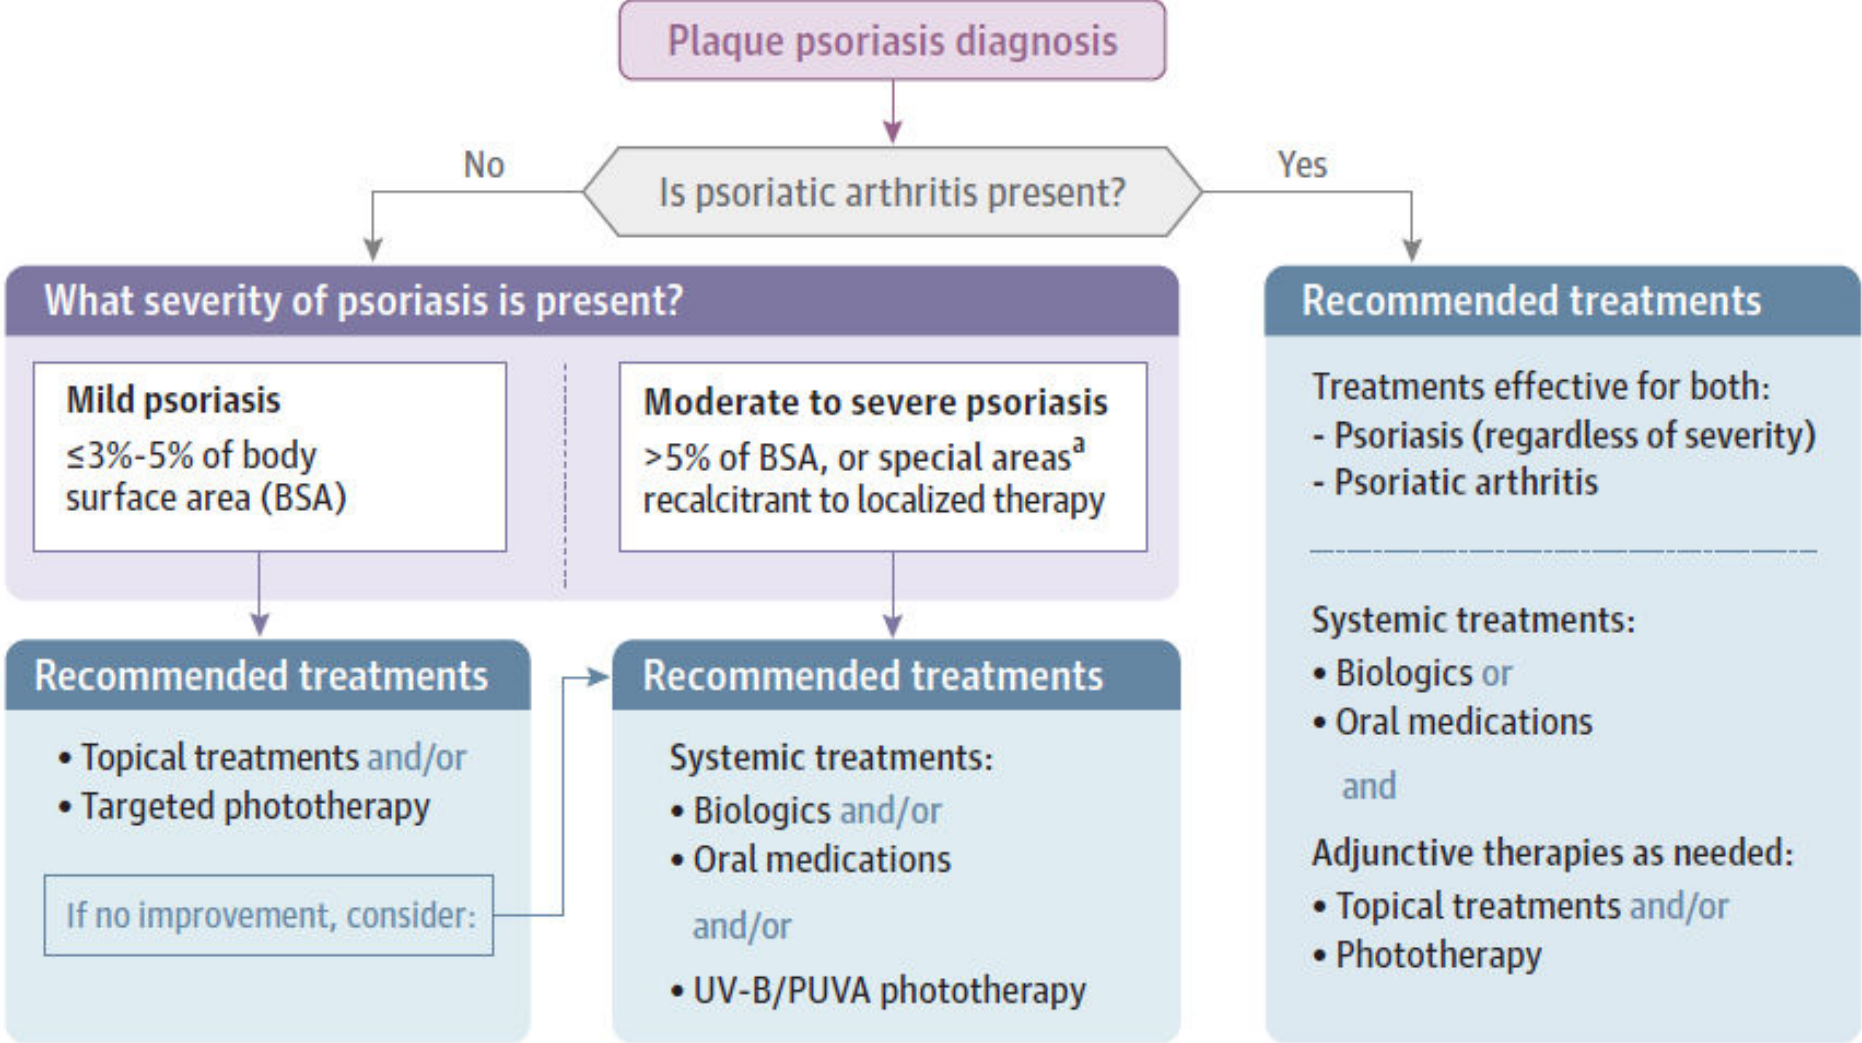 Plaque psoriasis diagnosis
No
Is psoriatic arthritis present?
Yes
What severity of psoriasis is present?
Mild psoriasis
≤3%-5% of body
surface area (BSA)
Moderate to severe psoriasis
>5% of BSA, or special areasᵃ
recalcitrant to localized therapy
Recommended treatments
• Topical treatments and/or
• Targeted phototherapy
If no improvement, consider:
Recommended treatments
Systemic treatments:
• Biologics and/or
• Oral medications
and/or
• UV-B/PUVA phototherapy
Recommended treatments
Treatments effective for both:
- Psoriasis (regardless of severity)
- Psoriatic arthritis
Systemic treatments:
• Biologics or
• Oral medications
and
Adjunctive therapies as needed:
• Topical treatments and/or
• Phototherapy